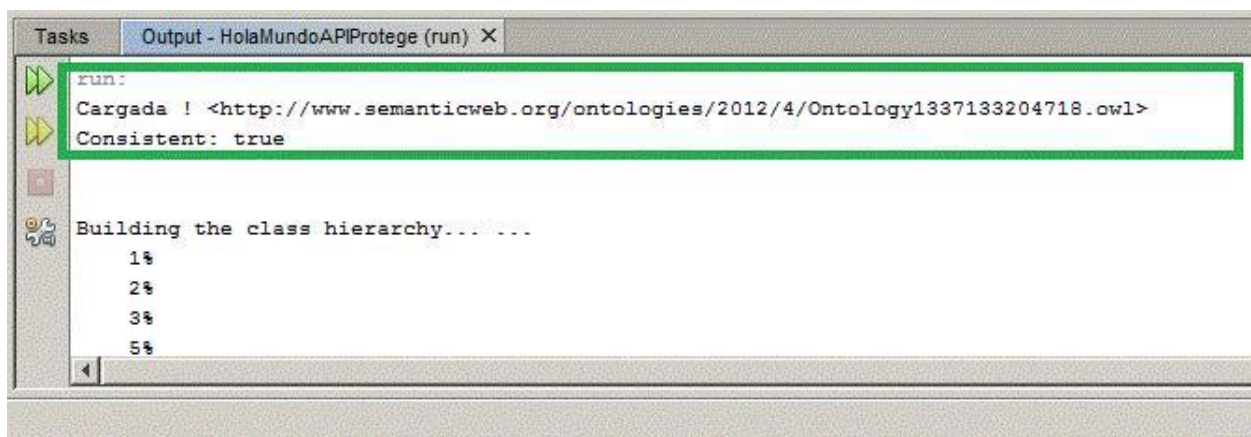 Tasks
Output - HolaMundoAPIProtege (run) X
run:
Cargada ! <http://www.semanticweb.org/ontologies/2012/4/Ontology1337133204718.owl>
Consistent: true
Building the class hierarchy... ...
1%
2%
3%
5%